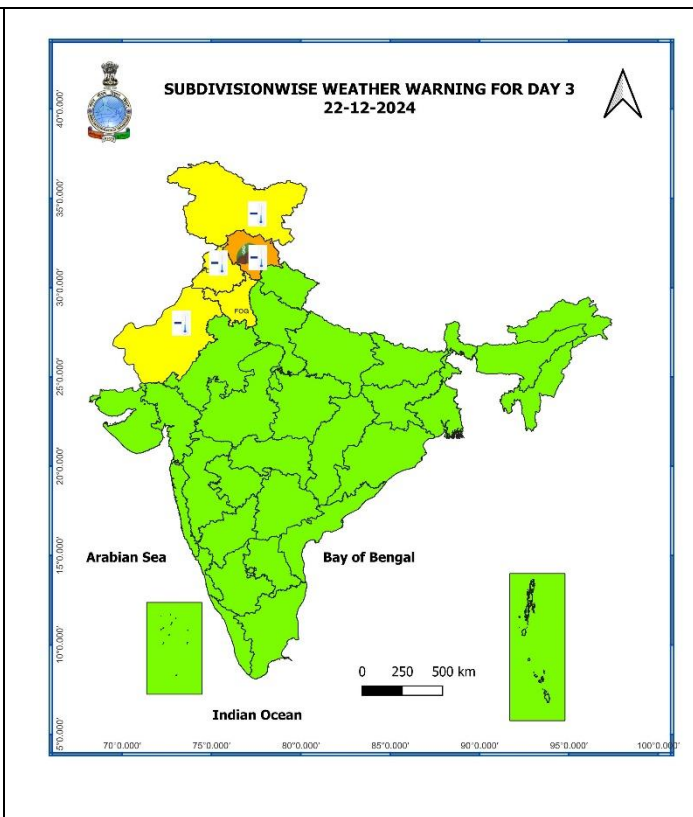 SUBDIVISIONWISE WEATHER WARNING FOR DAY 3
22-12-2024
40°0.000'
35°0.000'
30°0.000'
25°0.000'
20°0.000'
15°0.000'
10°0.000'
5°0.000'
FOG
Arabian Sea
Bay of Bengal
0 250 500 km
Indian Ocean
70°0.000' 75°0.000' 80°0.000' 85°0.000' 90°0.000' 95°0.000' 100°0.000'